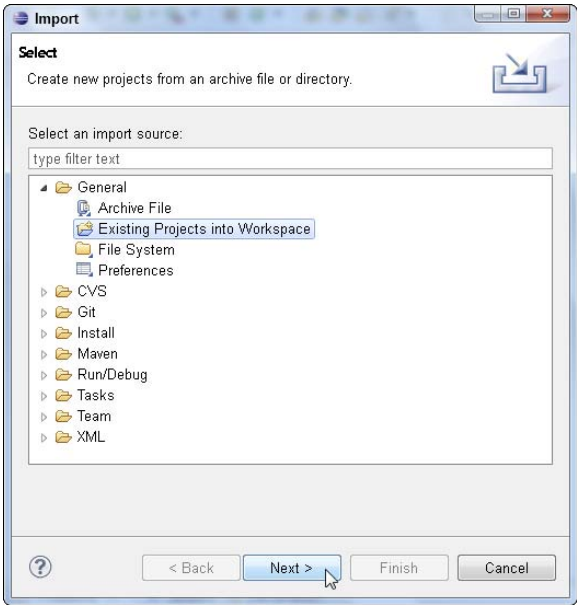 Import
Select
Create new projects from an archive file or directory.
Select an import source:
type filter text
General
Archive File
Existing Projects into Workspace
File System
Preferences
CVS
Git
Install
Maven
Run/Debug
Tasks
Team
XML
< Back Next > Finish Cancel